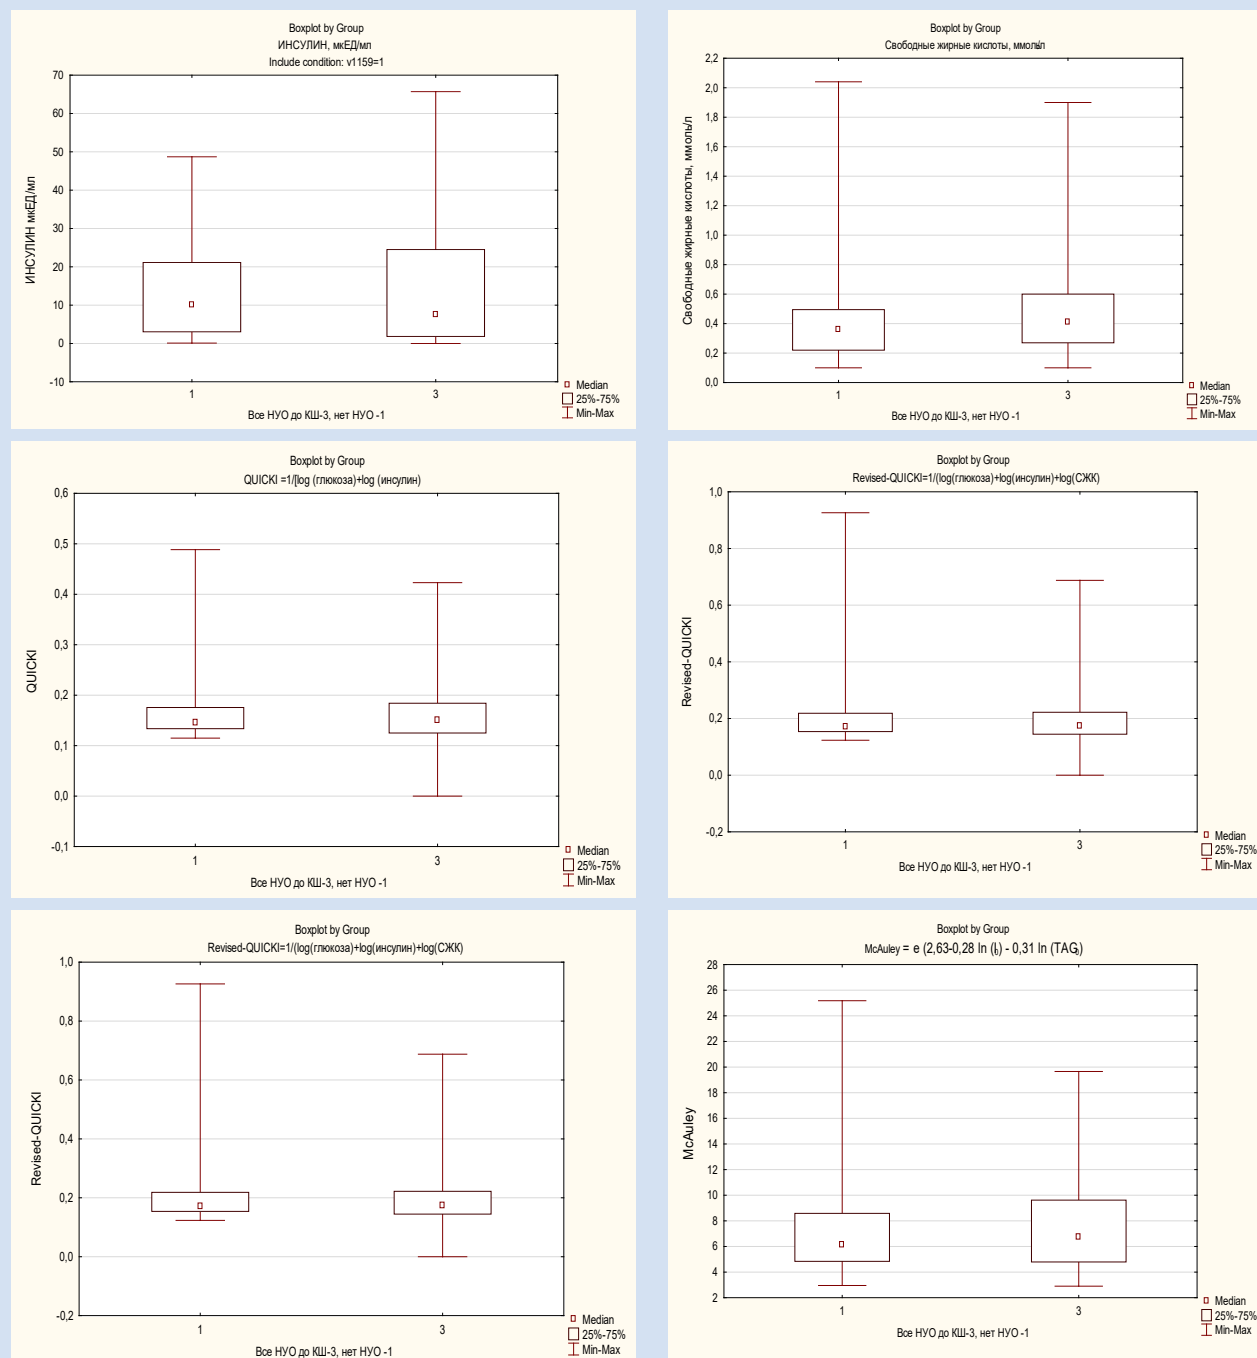 Boxplot by Group
ИНСУЛИН, мкЕД/мл
Include condition: v1159=1
ИНСУЛИН мкЕД/мл
70
60
50
40
30
20
10
0
-10
1
3
Все НУО до КШ-3, нет НУО -1
Median
25%-75%
Min-Max
Boxplot by Group
Свободные жирные кислоты, ммоль/л
Свободные жирные кислоты, ммоль/л
2,2
2,0
1,8
1,6
1,4
1,2
1,0
0,8
0,6
0,4
0,2
0,0
1
3
Все НУО до КШ-3, нет НУО -1
Median
25%-75%
Min-Max
Boxplot by Group
QUICKI =1/[log (глюкоза)+log (инсулин)
QUICKI
0,6
0,5
0,4
0,3
0,2
0,1
0,0
-0,1
1
3
Все НУО до КШ-3, нет НУО -1
Median
25%-75%
Min-Max
Boxplot by Group
Revised-QUICKI=1/(log(глюкоза)+log(инсулин)+log(СЖК)
Revised-QUICKI
1,0
0,8
0,6
0,4
0,2
0,0
-0,2
1
3
Все НУО до КШ-3, нет НУО -1
Median
25%-75%
Min-Max
Boxplot by Group
Revised-QUICKI=1/(log(глюкоза)+log(инсулин)+log(СЖК)
Revised-QUICKI
1,0
0,8
0,6
0,4
0,2
0,0
-0,2
1
3
Все НУО до КШ-3, нет НУО -1
Median
25%-75%
Min-Max
Boxplot by Group
McAuley = e (2,63-0,28 ln (I₀) - 0,31 ln (TAG₀)
McAuley
28
26
24
22
20
18
16
14
12
10
8
6
4
2
1
3
Все НУО до КШ-3, нет НУО -1
Median
25%-75%
Min-Max